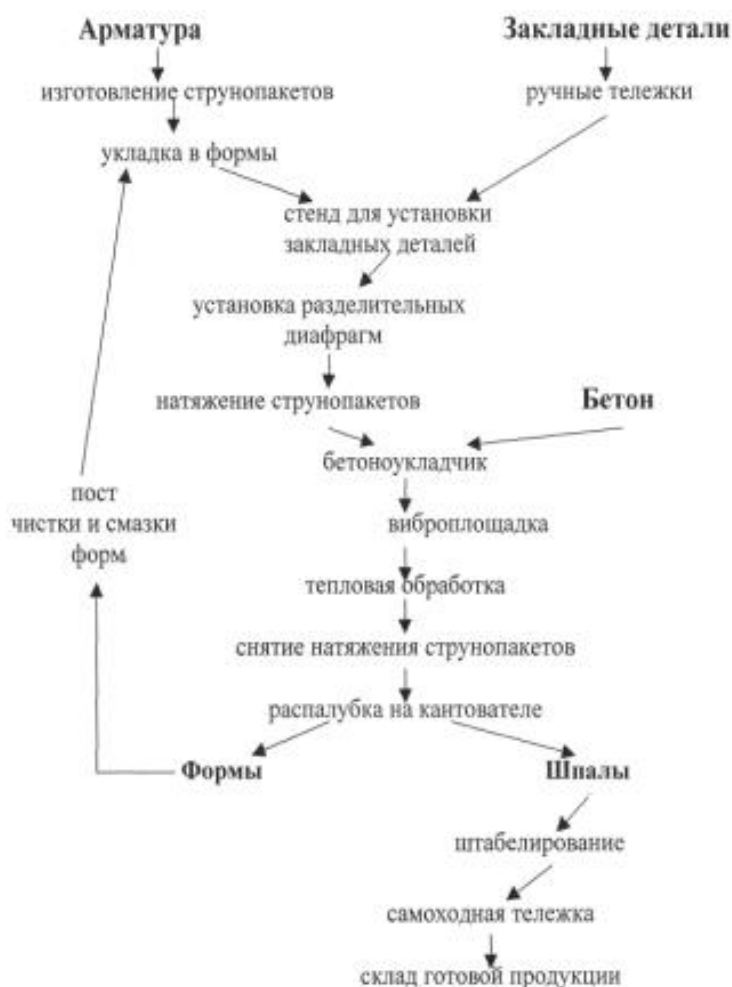 Арматура
Закладные детали
изготовление струнопакетов
ручные тележки
укладка в формы
стенд для установки
закладных деталей
установка разделительных
диафрагм
натяжение струнопакетов
Бетон
бетоноукладчик
пост
чистки и смазки
форм
виброплощадка
тепловая обработка
снятие натяжения струнопакетов
распалубка на кантователе
Формы
Шпалы
штабелирование
самоходная тележка
склад готовой продукции